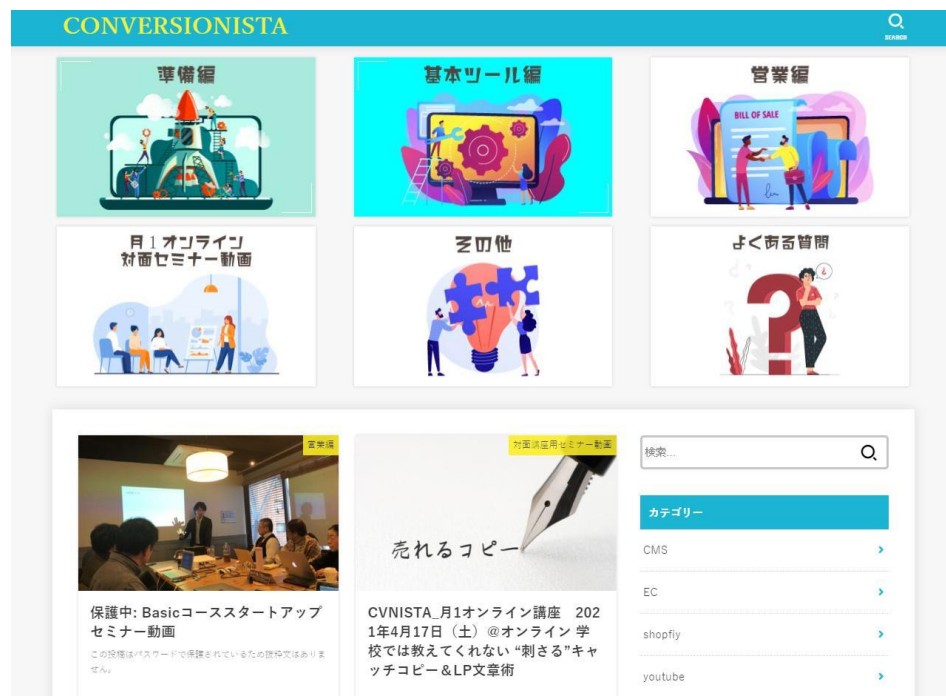 CONVERSIONISTA
SEARCH
準備編
基本ツール編
営業編
BILL OF SALE
月1オンライン
対面セミナー動画
その他
よくある質問
営業編
対面講座用セミナー動画
売れるコピー
検索...
カテゴリー
CMS
EC
shopfiy
youtube
保護中: Basicコーススタートアップ
セミナー動画
この投稿はパスワードで保護されているため抜粋文はありま
せん。
CVNISTA_月1オンライン講座　202
1年4月17日（土）@オンライン 学
校では教えてくれない “刺さる”キャ
ッチコピー＆LP文章術